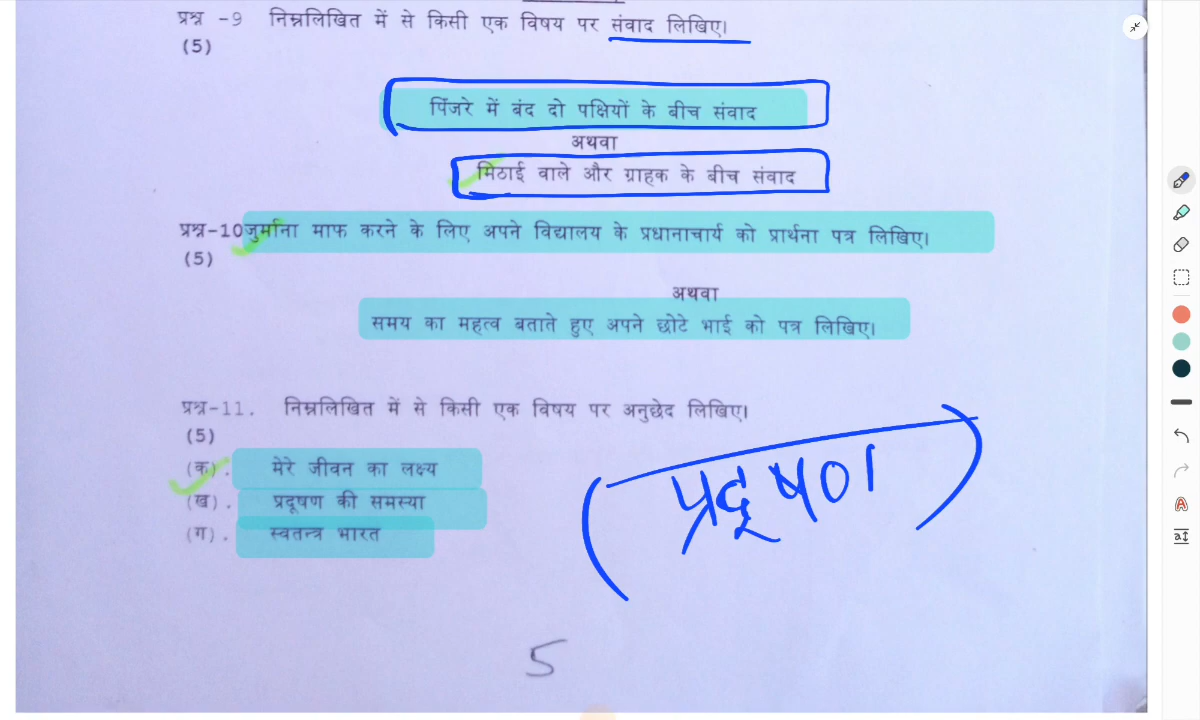 प्रश्न -9 निम्नलिखित में से किसी एक विषय पर संवाद लिखिए।
(5)
पिंजरे में बंद दो पक्षियों के बीच संवाद
अथवा
मिठाई वाले और ग्राहक के बीच संवाद
प्रश्न-10 जुर्माना माफ करने के लिए अपने विद्यालय के प्रधानाचार्य को प्रार्थना पत्र लिखिए।
(5)
अथवा
समय का महत्व बताते हुए अपने छोटे भाई को पत्र लिखिए।
प्रश्न-11. निम्नलिखित में से किसी एक विषय पर अनुछेद लिखिए।
(5)
(क). मेरे जीवन का लक्ष्य
(ख). प्रदूषण की समस्या
(ग). स्वतन्त्र भारत
(प्रदूषण)
5
A
aI